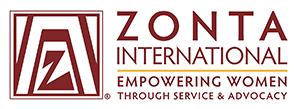 Z
®
ZONTA
INTERNATIONAL
EMPOWERING WOMEN
THROUGH SERVICE & ADVOCACY